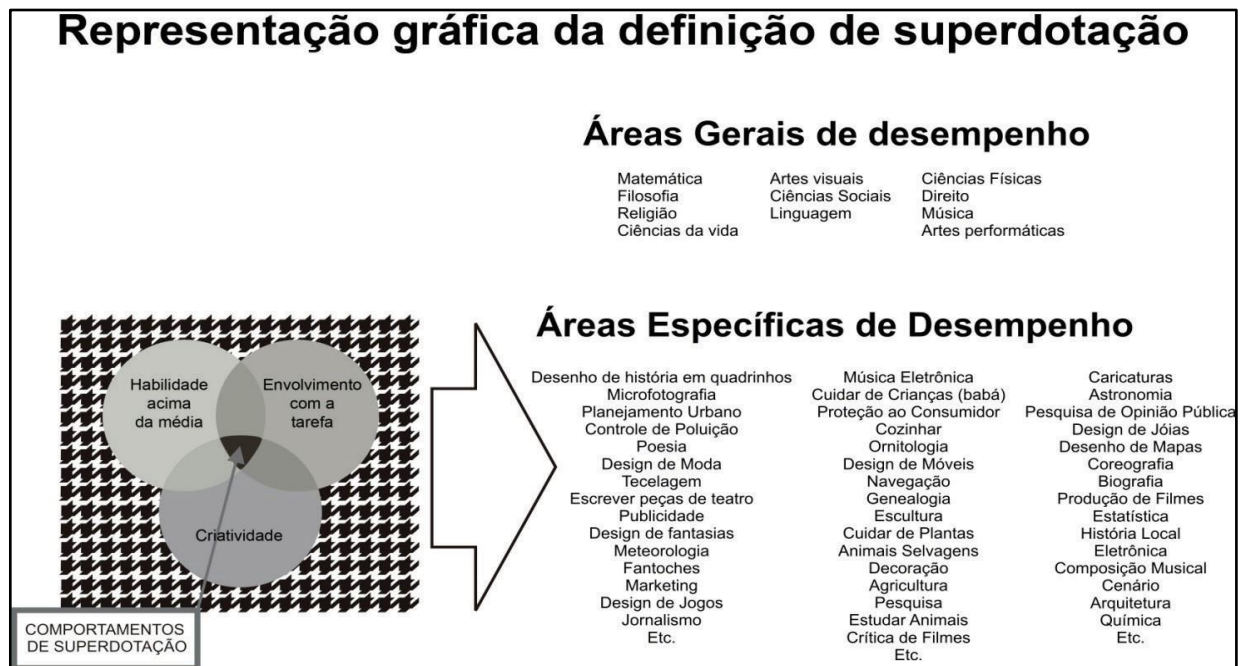 Representação gráfica da definição de superdotação
Áreas Gerais de desempenho
Matemática
Filosofia
Religião
Ciências da vida
Artes visuais
Ciências Sociais
Linguagem
Ciências Físicas
Direito
Música
Artes performáticas
Habilidade
acima
da média
Envolvimento
com a
tarefa
Criatividade
COMPORTAMENTOS
DE SUPERDOTAÇÃO
Áreas Específicas de Desempenho
Desenho de história em quadrinhos
Microfotografia
Planejamento Urbano
Controle de Poluição
Poesia
Design de Moda
Tecelagem
Escrever peças de teatro
Publicidade
Design de fantasias
Meteorologia
Fantoches
Marketing
Design de Jogos
Jornalismo
Etc.
Música Eletrônica
Cuidar de Crianças (babá)
Proteção ao Consumidor
Cozinhar
Ornitologia
Design de Móveis
Navegação
Genealogia
Escultura
Cuidar de Plantas
Animais Selvagens
Decoração
Agricultura
Pesquisa
Estudar Animais
Crítica de Filmes
Etc.
Caricaturas
Astronomia
Pesquisa de Opinião Pública
Design de Jóias
Desenho de Mapas
Coreografia
Biografia
Produção de Filmes
Estatística
História Local
Eletrônica
Composição Musical
Cenário
Arquitetura
Química
Etc.